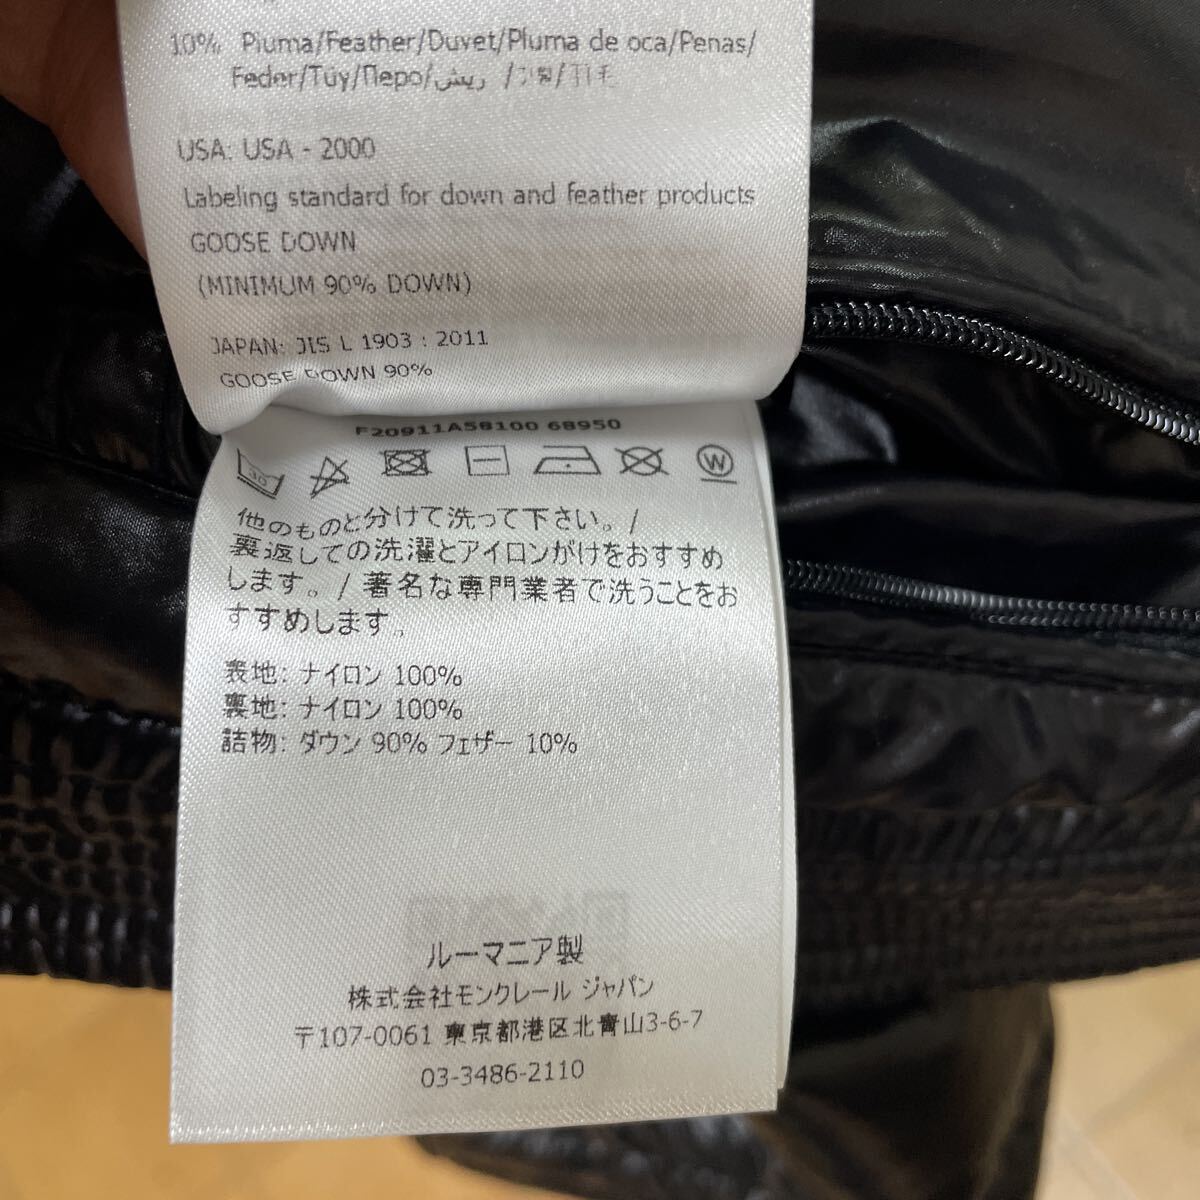 10% Piuma/Feather/Duvet/Pluma de oca/Penas/
Feder/Tüy/Перо/ريش/
USA: USA - 2000
Labeling standard for down and feather products
GOOSE DOWN
(MINIMUM 90% DOWN)
JAPAN: JIS L 1903 : 2011
GOOSE DOWN 90%
F20911A58100 68950
30
W
他のものと分けて洗って下さい。/
裏返しての洗濯とアイロンがけをおすすめ
します。/ 著名な専門業者で洗うことをお
すすめします。
表地: ナイロン 100%
裏地: ナイロン 100%
詰物: ダウン 90% フェザー 10%
ルーマニア製
株式会社モンクレール ジャパン
〒107-0061 東京都港区北青山3-6-7
03-3486-2110